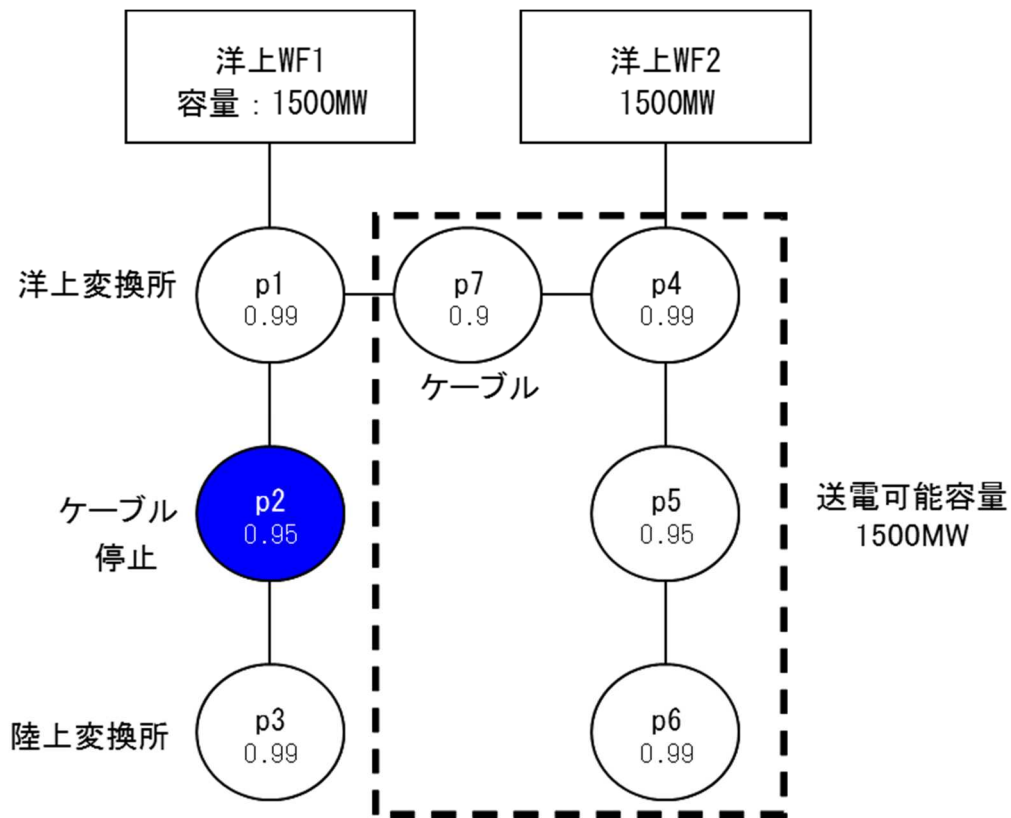 洋上WF1
容量：1500MW
洋上WF2
1500MW
洋上変換所
p1
0.99
p7
0.9
p4
0.99
ケーブル
ケーブル
停止
p2
0.95
p5
0.95
送電可能容量
1500MW
陸上変換所
p3
0.99
p6
0.99